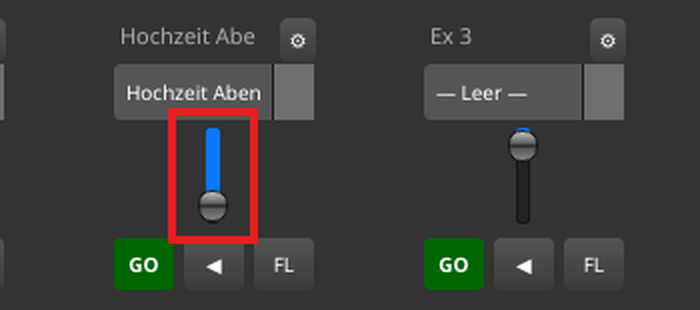 Hochzeit Abe
Ex 3
Hochzeit Aben
— Leer —
GO ◀ FL
GO ◀ FL